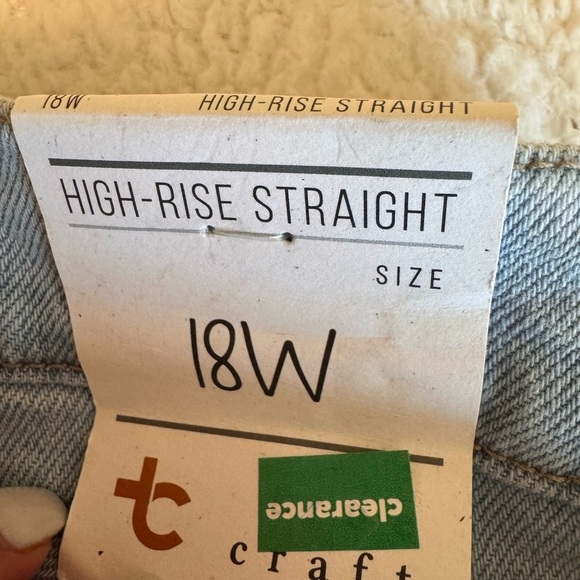 18W HIGH-RISE STRAIGHT
HIGH-RISE STRAIGHT
SIZE
18W
tc
clearance
craft